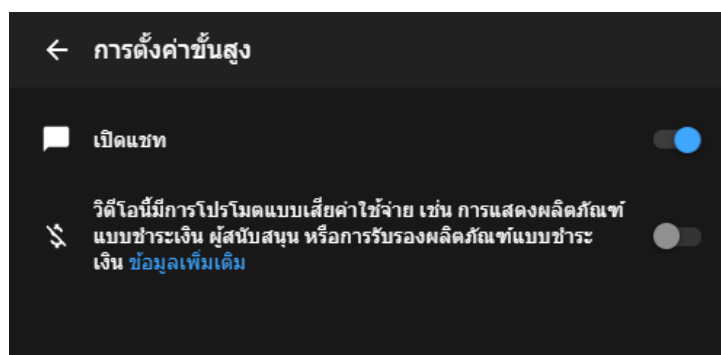 การตั้งค่าขั้นสูง
เปิดแชท
วิดีโอนี้มีการโปรโมตแบบเสียค่าใช้จ่าย เช่น การแสดงผลิตภัณฑ์
แบบชำระเงิน ผู้สนับสนุน หรือการรับรองผลิตภัณฑ์แบบชำระ
เงิน ข้อมูลเพิ่มเติม